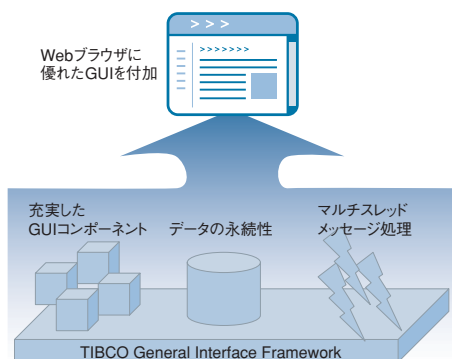 > > >
Webブラウザに
優れたGUIを付加
>>>>>>>
充実した
GUIコンポーネント
データの永続性
マルチスレッド
メッセージ処理
TIBCO General Interface Framework